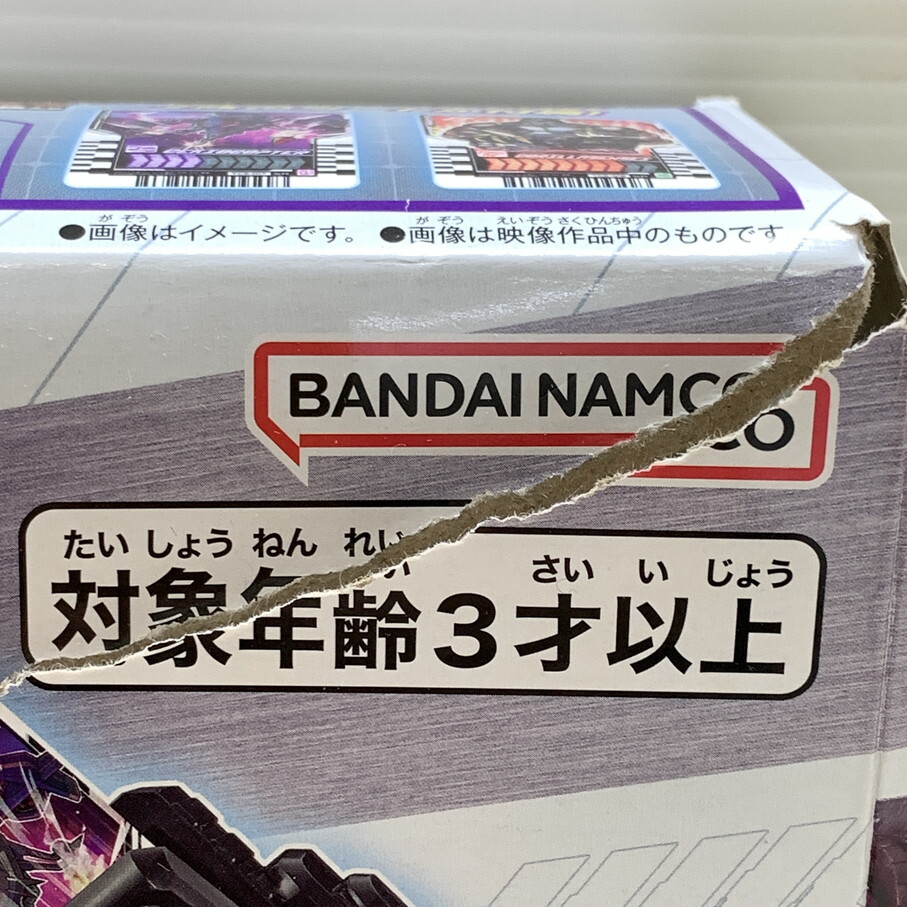 がぞう がぞう えいぞうさくひんちゅう
●画像はイメージです。 ●画像は映像作品中のものです
BANDAI NAMCO
たいしょうねんれい さい い じょう
対象年齢3才以上